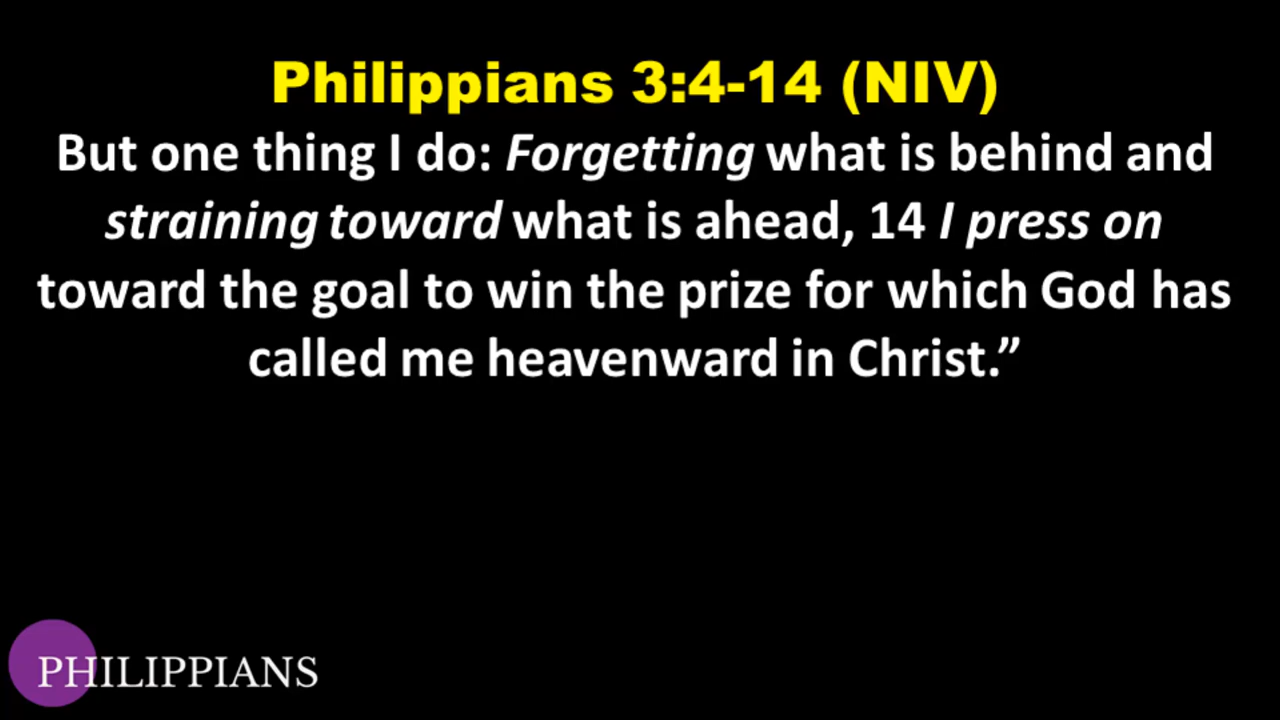 Philippians 3:4-14 (NIV)
But one thing I do: Forgetting what is behind and
straining toward what is ahead, 14 I press on
toward the goal to win the prize for which God has
called me heavenward in Christ.”
PHILIPPIANS